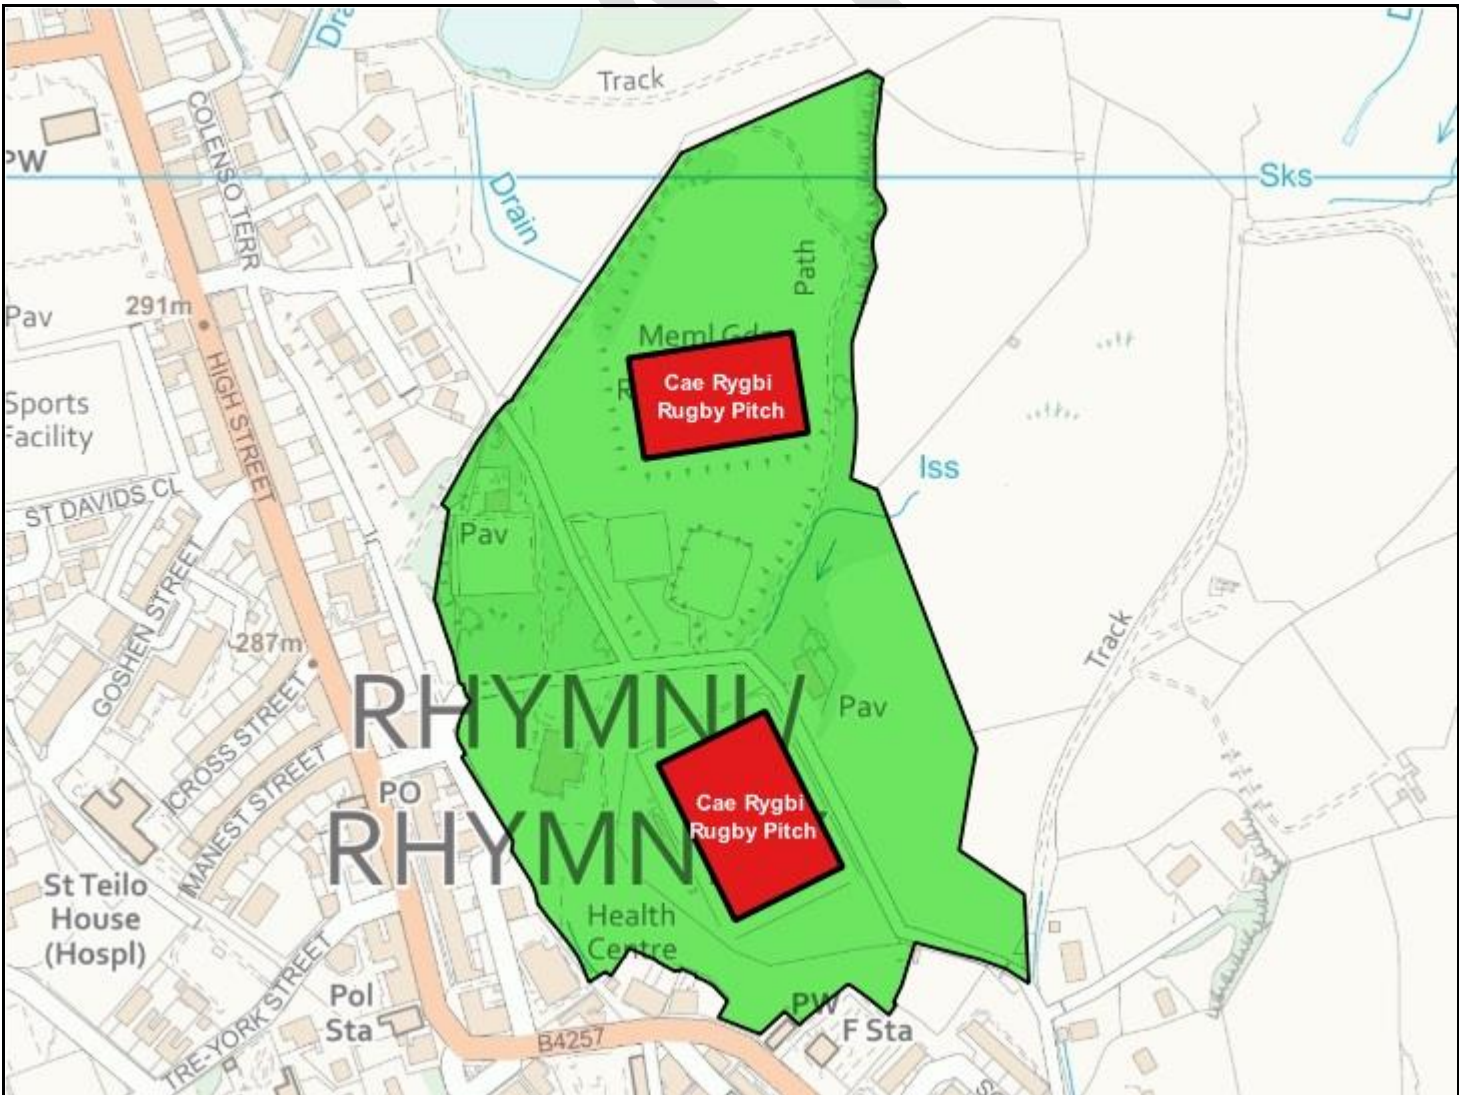 Dra
Track
COLENSO TERR
PW
Drain
Sks
Path
291m
Pav
Meml Gdn
HIGH STREET
Cae Rygbi
Rugby Pitch
Sports
Facility
Iss
ST DAVIDS CL
Pav
GOSHEN STREET
Track
287m
RHYMNI /
Pav
CROSS STREET
MANEST STREET
PO
Cae Rygbi
Rugby Pitch
RHYMNEY
St Teilo
House
(Hospl)
Health
Centre
TRE-YORK STREET
Pol
Sta
PW
F Sta
B4257